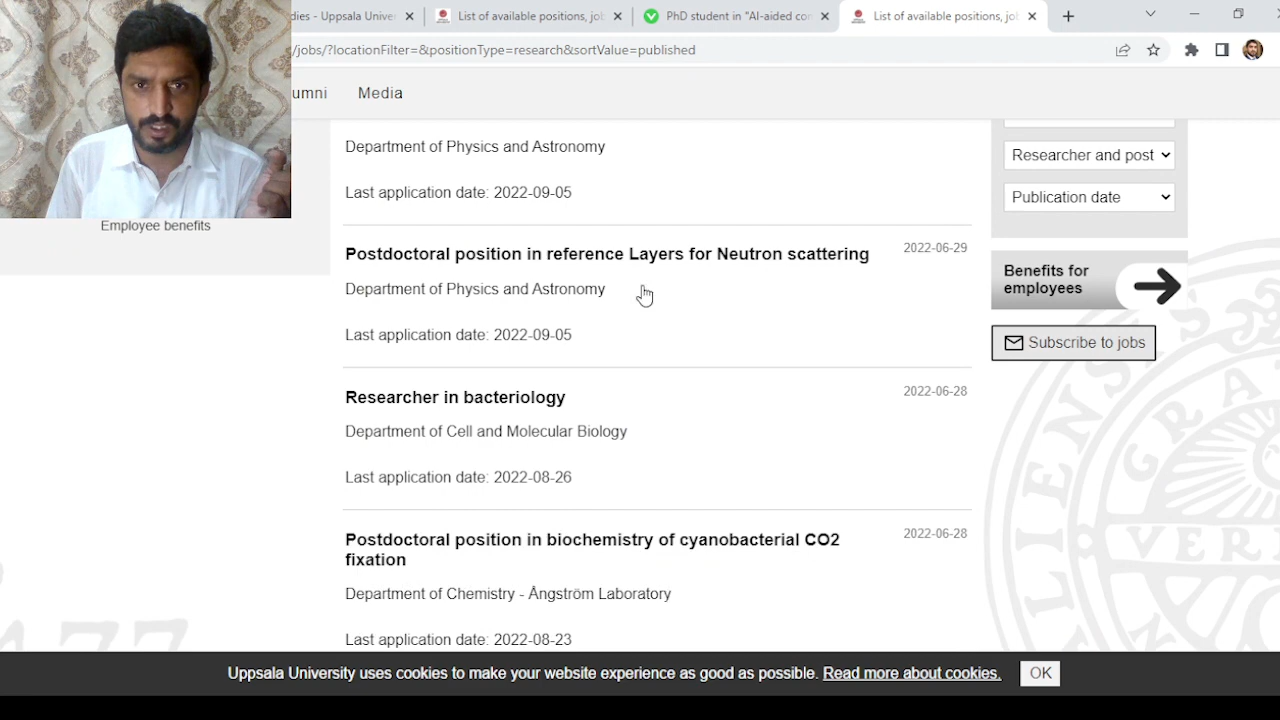 dies - Uppsala Univer
List of available positions, jo
PhD student in "AI-aided co
List of available positions, jo
/jobs/?locationFilter=&positionType=research&sortValue=published
umni
Media
Department of Physics and Astronomy
Last application date: 2022-09-05
Employee benefits
Postdoctoral position in reference Layers for Neutron scattering
2022-06-29
Department of Physics and Astronomy
Last application date: 2022-09-05
Researcher in bacteriology
2022-06-28
Department of Cell and Molecular Biology
Last application date: 2022-08-26
Postdoctoral position in biochemistry of cyanobacterial CO2
fixation
2022-06-28
Department of Chemistry - Ångström Laboratory
Last application date: 2022-08-23
Researcher and post
Publication date
Benefits for
employees
Subscribe to jobs
Uppsala University uses cookies to make your website experience as good as possible. Read more about cookies.
OK